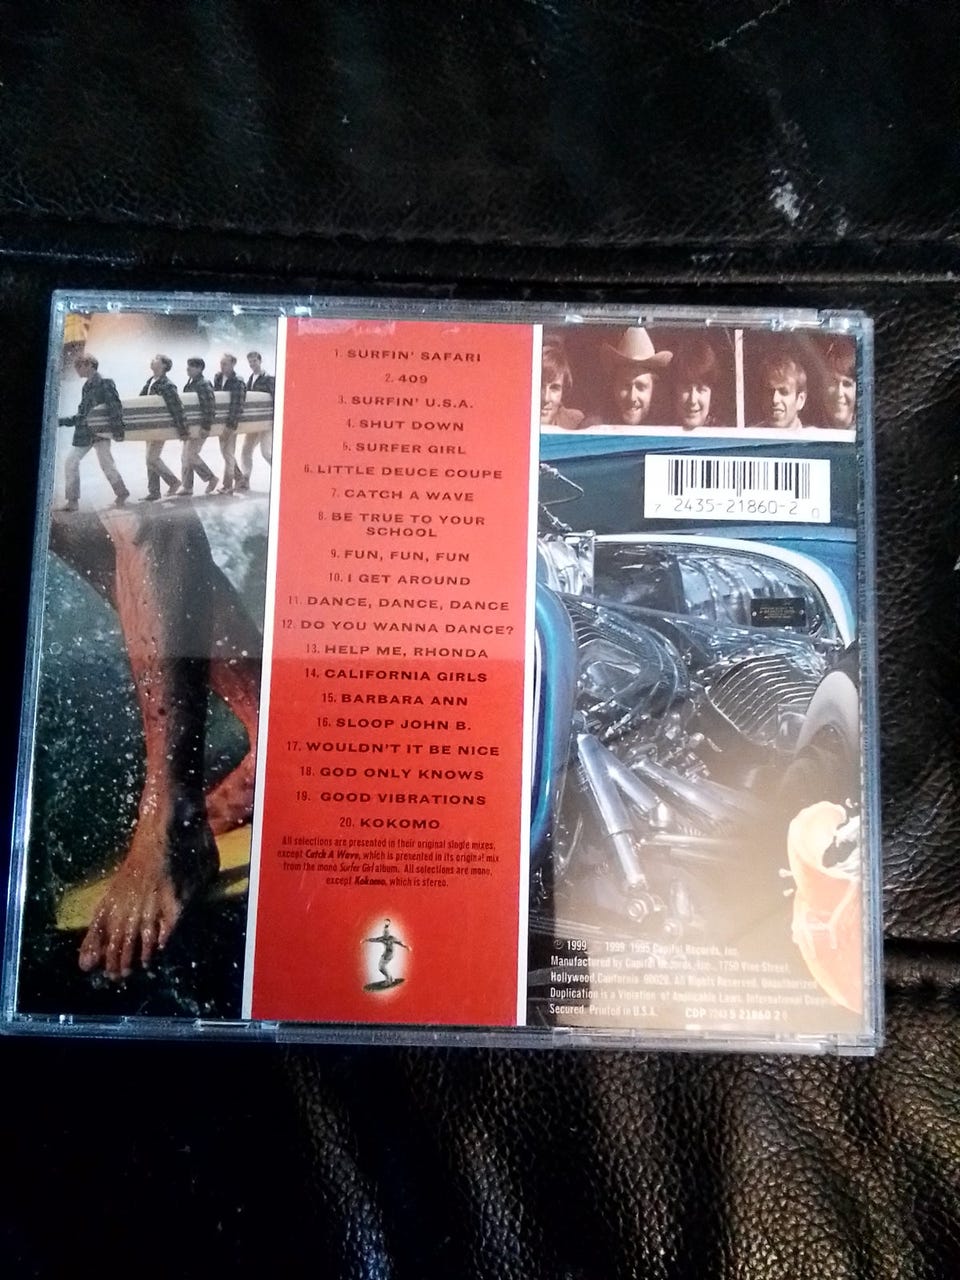 1. SURFIN' SAFARI
2. 409
3. SURFIN' U.S.A.
4. SHUT DOWN
5. SURFER GIRL
6. LITTLE DEUCE COUPE
7. CATCH A WAVE
8. BE TRUE TO YOUR
SCHOOL
9. FUN, FUN, FUN
10. I GET AROUND
11. DANCE, DANCE, DANCE
12. DO YOU WANNA DANCE?
13. HELP ME, RHONDA
14. CALIFORNIA GIRLS
15. BARBARA ANN
16. SLOOP JOHN B.
17. WOULDN'T IT BE NICE
18. GOD ONLY KNOWS
19. GOOD VIBRATIONS
20. KOKOMO
All selections are presented in their original single mixes,
except Catch A Wave, which is presented in its original mix
from the mono Surfer Girl album. All selections are mono,
except Kokomo, which is stereo.
7 2435-21860-2 0
℗ 1999 1999, 1995 Capitol Records, Inc.
Manufactured by Capitol Records, Inc., 1750 Vine Street,
Hollywood, California 90028. All Rights Reserved. Unauthorized
Duplication is a Violation of Applicable Laws. International
Secured. Printed in U.S.A. CDP 7243 5 21860 2 0